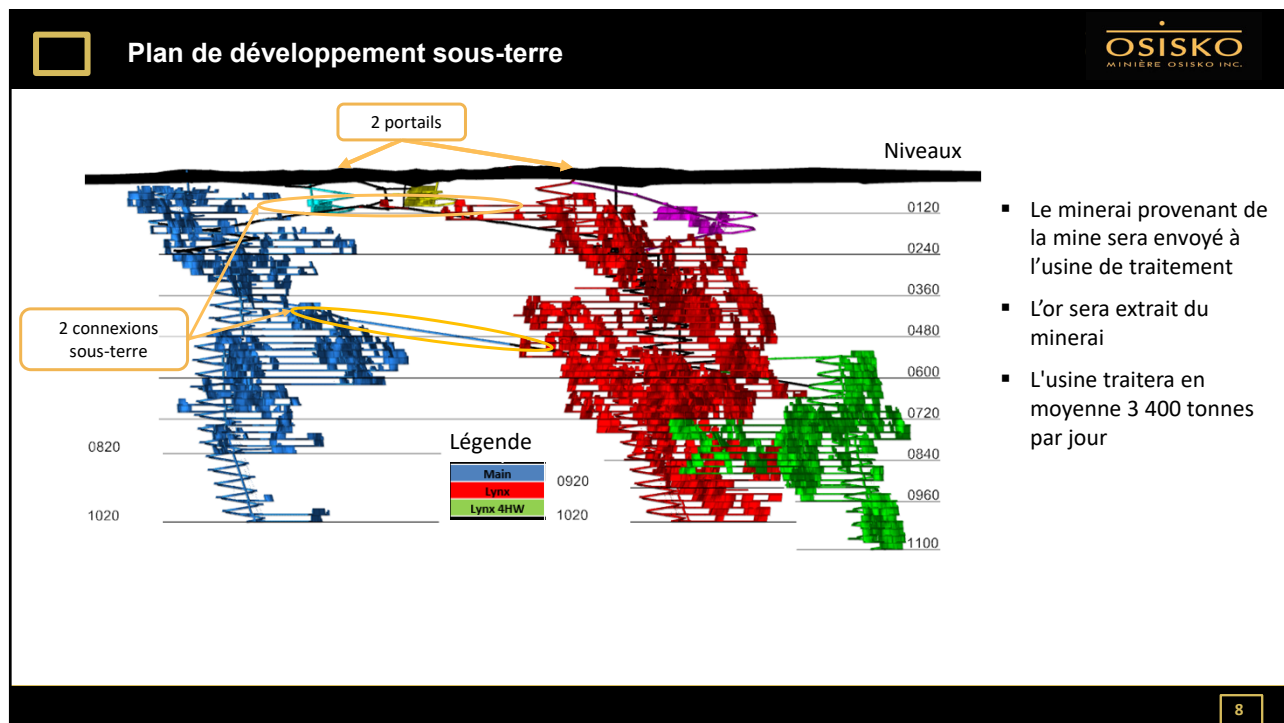 Plan de développement sous-terre
OSISKO
MINIÈRE OSISKO INC.
2 portails
Niveaux
0120
0240
0360
0480
0600
0720
0840
0960
1100
2 connexions
sous-terre
0820
1020
Légende
Main
Lynx
Lynx 4HW
0920
1020
▪ Le minerai provenant de
la mine sera envoyé à
l’usine de traitement
▪ L’or sera extrait du
minerai
▪ L'usine traitera en
moyenne 3 400 tonnes
par jour
8